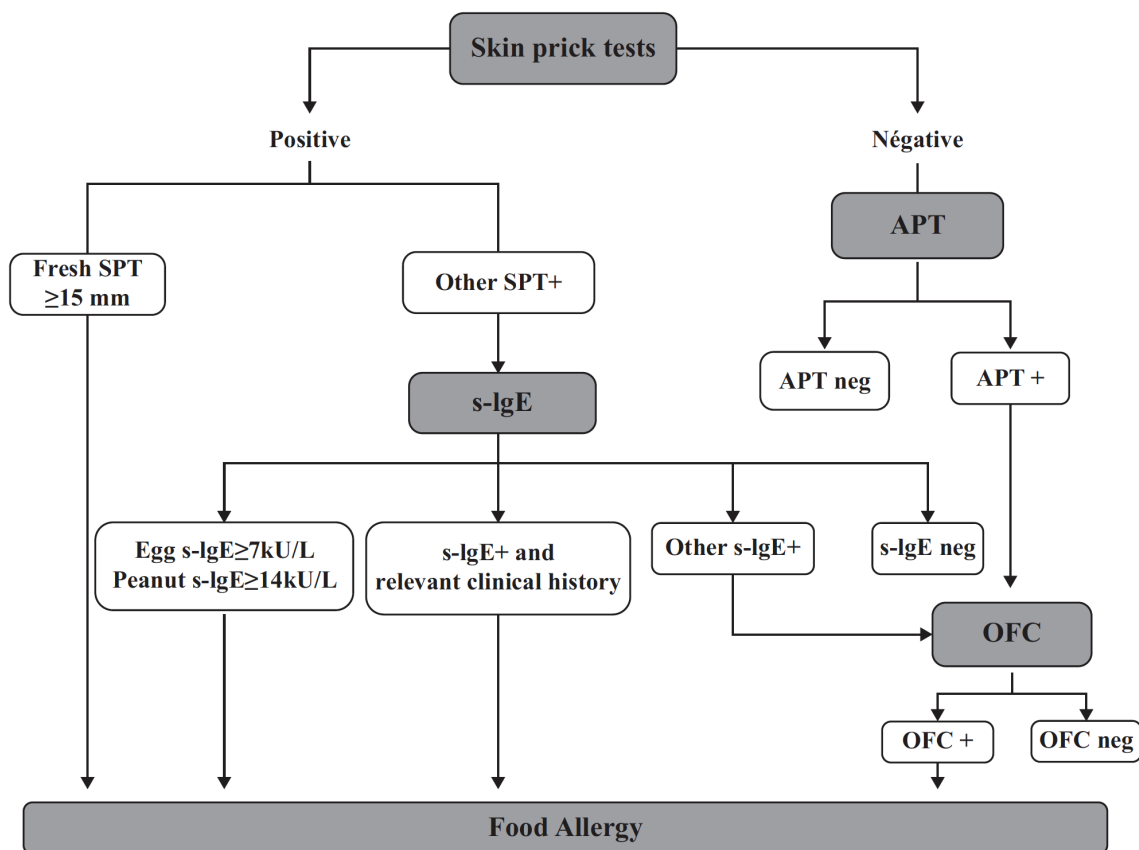 Skin prick tests
Positive
Négative
APT
Fresh SPT
≥15 mm
Other SPT+
APT neg
APT +
s-lgE
Egg s-lgE≥7kU/L
Peanut s-lgE≥14kU/L
s-lgE+ and
relevant clinical history
Other s-lgE+
s-lgE neg
OFC
OFC +
OFC neg
Food Allergy